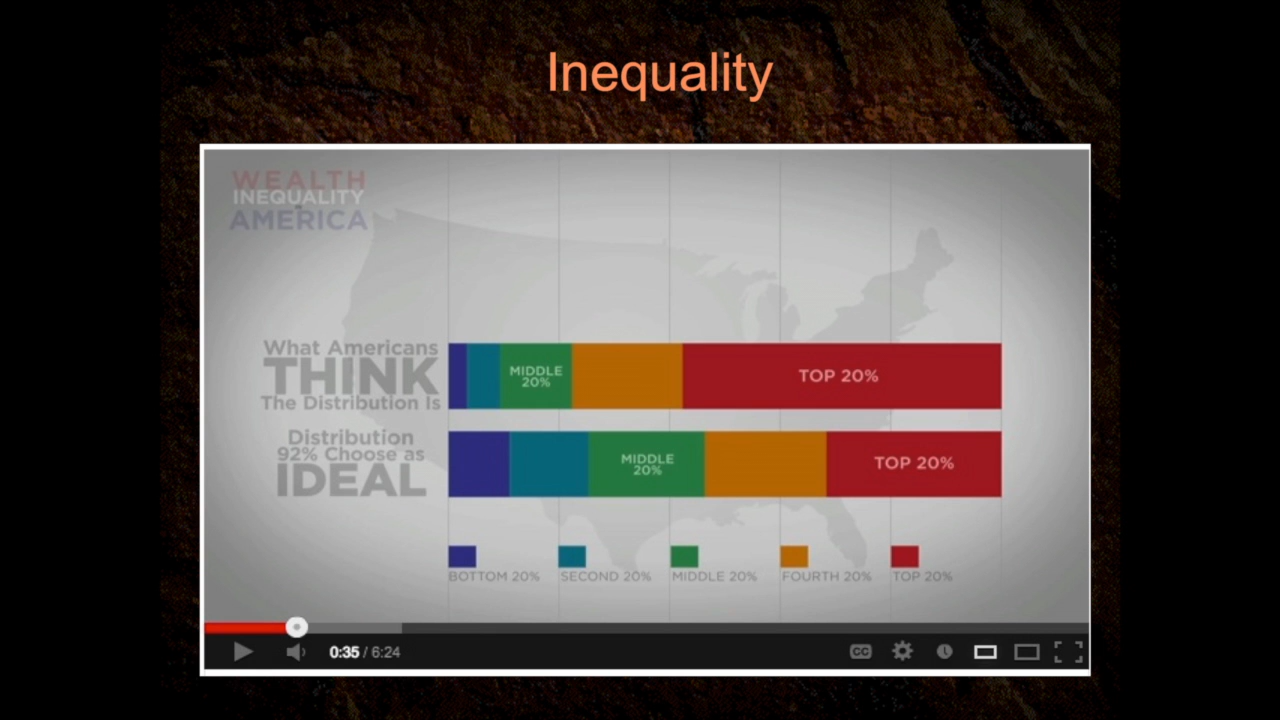 Inequality
WEALTH
INEQUALITY
AMERICA
What Americans
THINK
The Distribution Is
MIDDLE
20%
TOP 20%
Distribution
92% Choose as
IDEAL
MIDDLE
20%
TOP 20%
BOTTOM 20% SECOND 20% MIDDLE 20% FOURTH 20% TOP 20%
0:35 / 6:24 CC